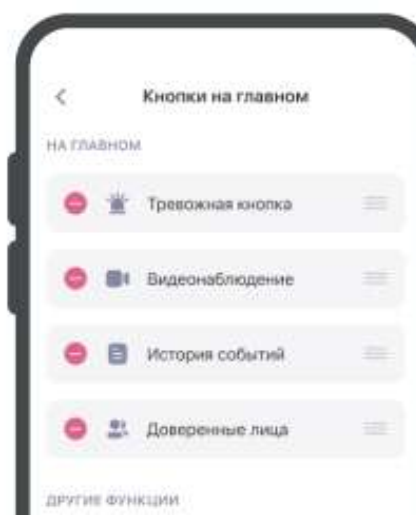 Кнопки на главном
НА ГЛАВНОМ
Тревожная кнопка
Видеонаблюдение
История событий
Доверенные лица
ДРУГИЕ ФУНКЦИИ